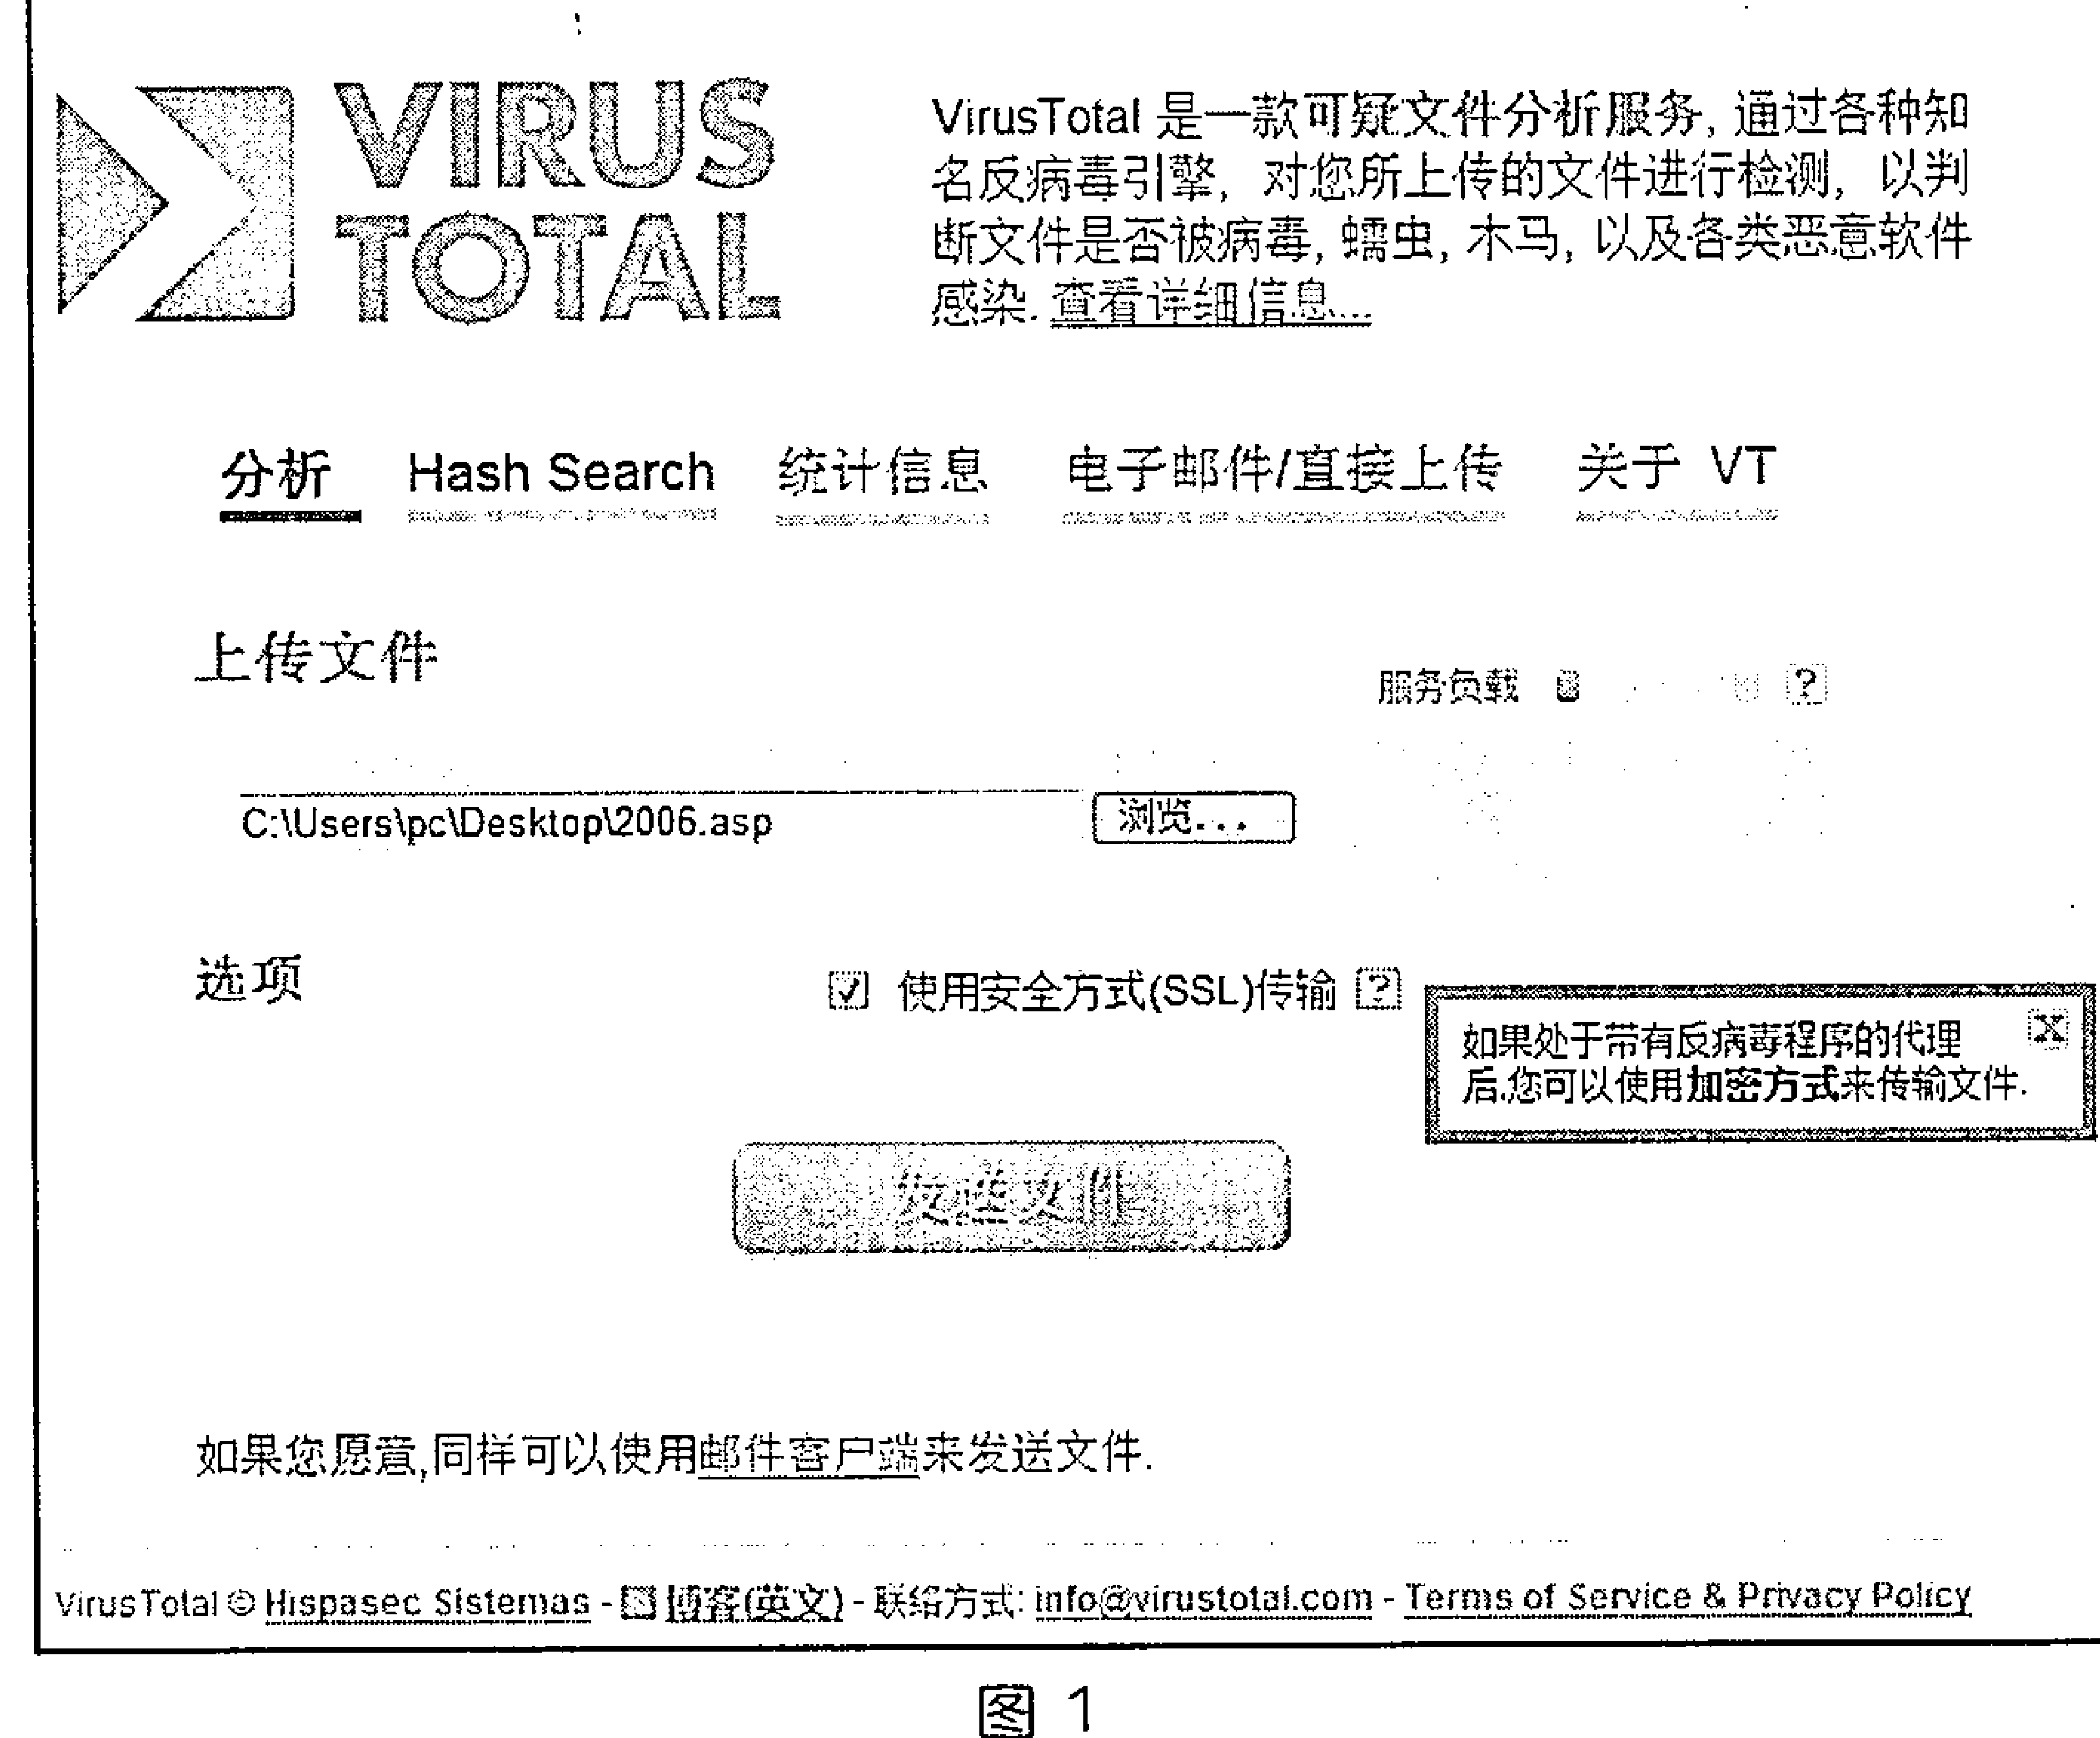 VIRUS
TOTAL
VirusTotal 是一款可疑文件分析服务, 通过各种知
名反病毒引擎, 对您所上传的文件进行检测, 以判
断文件是否被病毒, 蠕虫, 木马, 以及各类恶意软件
感染. 查看详细信息...
分析 Hash Search 统计信息 电子邮件/直接上传 关于 VT
上传文件
服务负载 ?
C:\Users\pc\Desktop\2006.asp 浏览...
选项 使用安全方式(SSL)传输 ?
如果处于带有反病毒程序的代理 X
后,您可以使用加密方式来传输文件.
发送文件
如果您愿意,同样可以使用邮件客户端来发送文件.
VirusTotal © Hispasec Sistemas - 博客(英文) - 联络方式: info@virustotal.com - Terms of Service & Privacy Policy
图 1